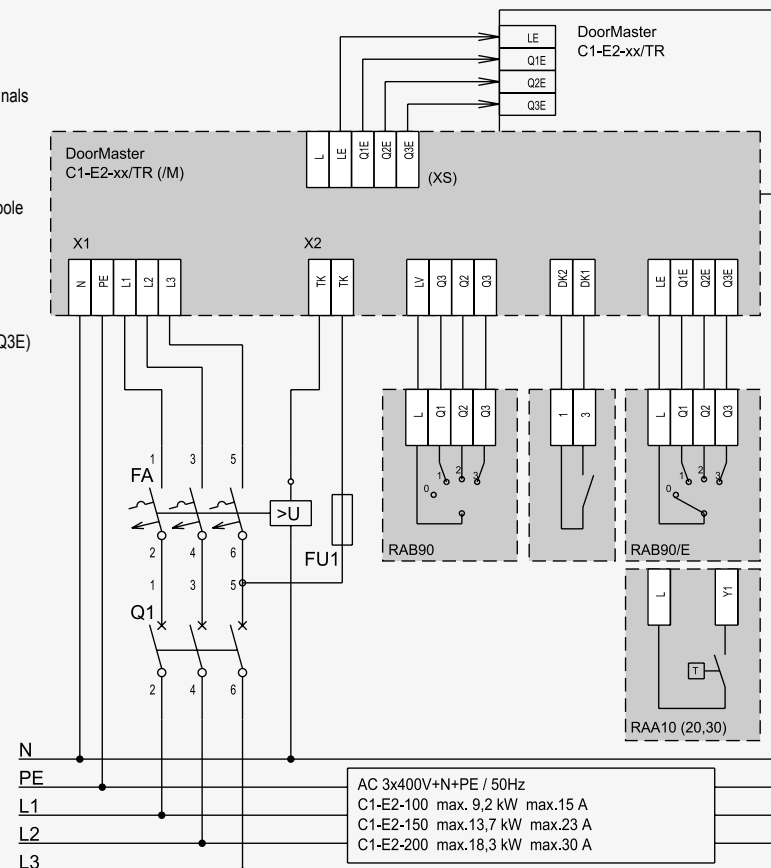 LE
DoorMaster
C1-E2-xx/TR
Q1E
Q2E
Q3E
nals
DoorMaster
C1-E2-xx/TR (/M)
L
LE
Q1E
Q2E
Q3E
(XS)
pole
X1
X2
N
PE
L1
L2
L3
TK
TK
LV
Q3
Q2
Q3
DK2
DK1
LE
Q1E
Q2E
Q3E
Q3E)
L
Q1
Q2
Q3
1
3
L
Q1
Q2
Q3
1
3
5
FA
0
1
2
3
0
1
2
3
>U
FU1
RAB90
RAB90/E
2
4
6
1
3
5
Q1
L
Y1
T
2
4
6
RAA10 (20,30)
N
PE
L1
L2
L3
AC 3x400V+N+PE / 50Hz
C1-E2-100 max. 9,2 kW max.15 A
C1-E2-150 max.13,7 kW max.23 A
C1-E2-200 max.18,3 kW max.30 A